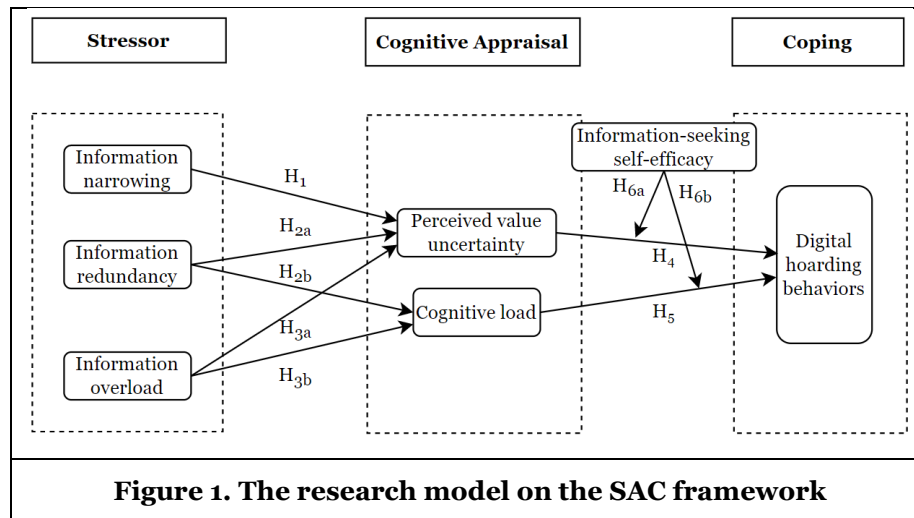 Stressor
Cognitive Appraisal
Coping
Information
narrowing
Information
redundancy
Information
overload
H1
H2a
H2b
H3a
H3b
Perceived value
uncertainty
Cognitive load
Information-seeking
self-efficacy
H6a
H6b
H4
H5
Digital
hoarding
behaviors
Figure 1. The research model on the SAC framework